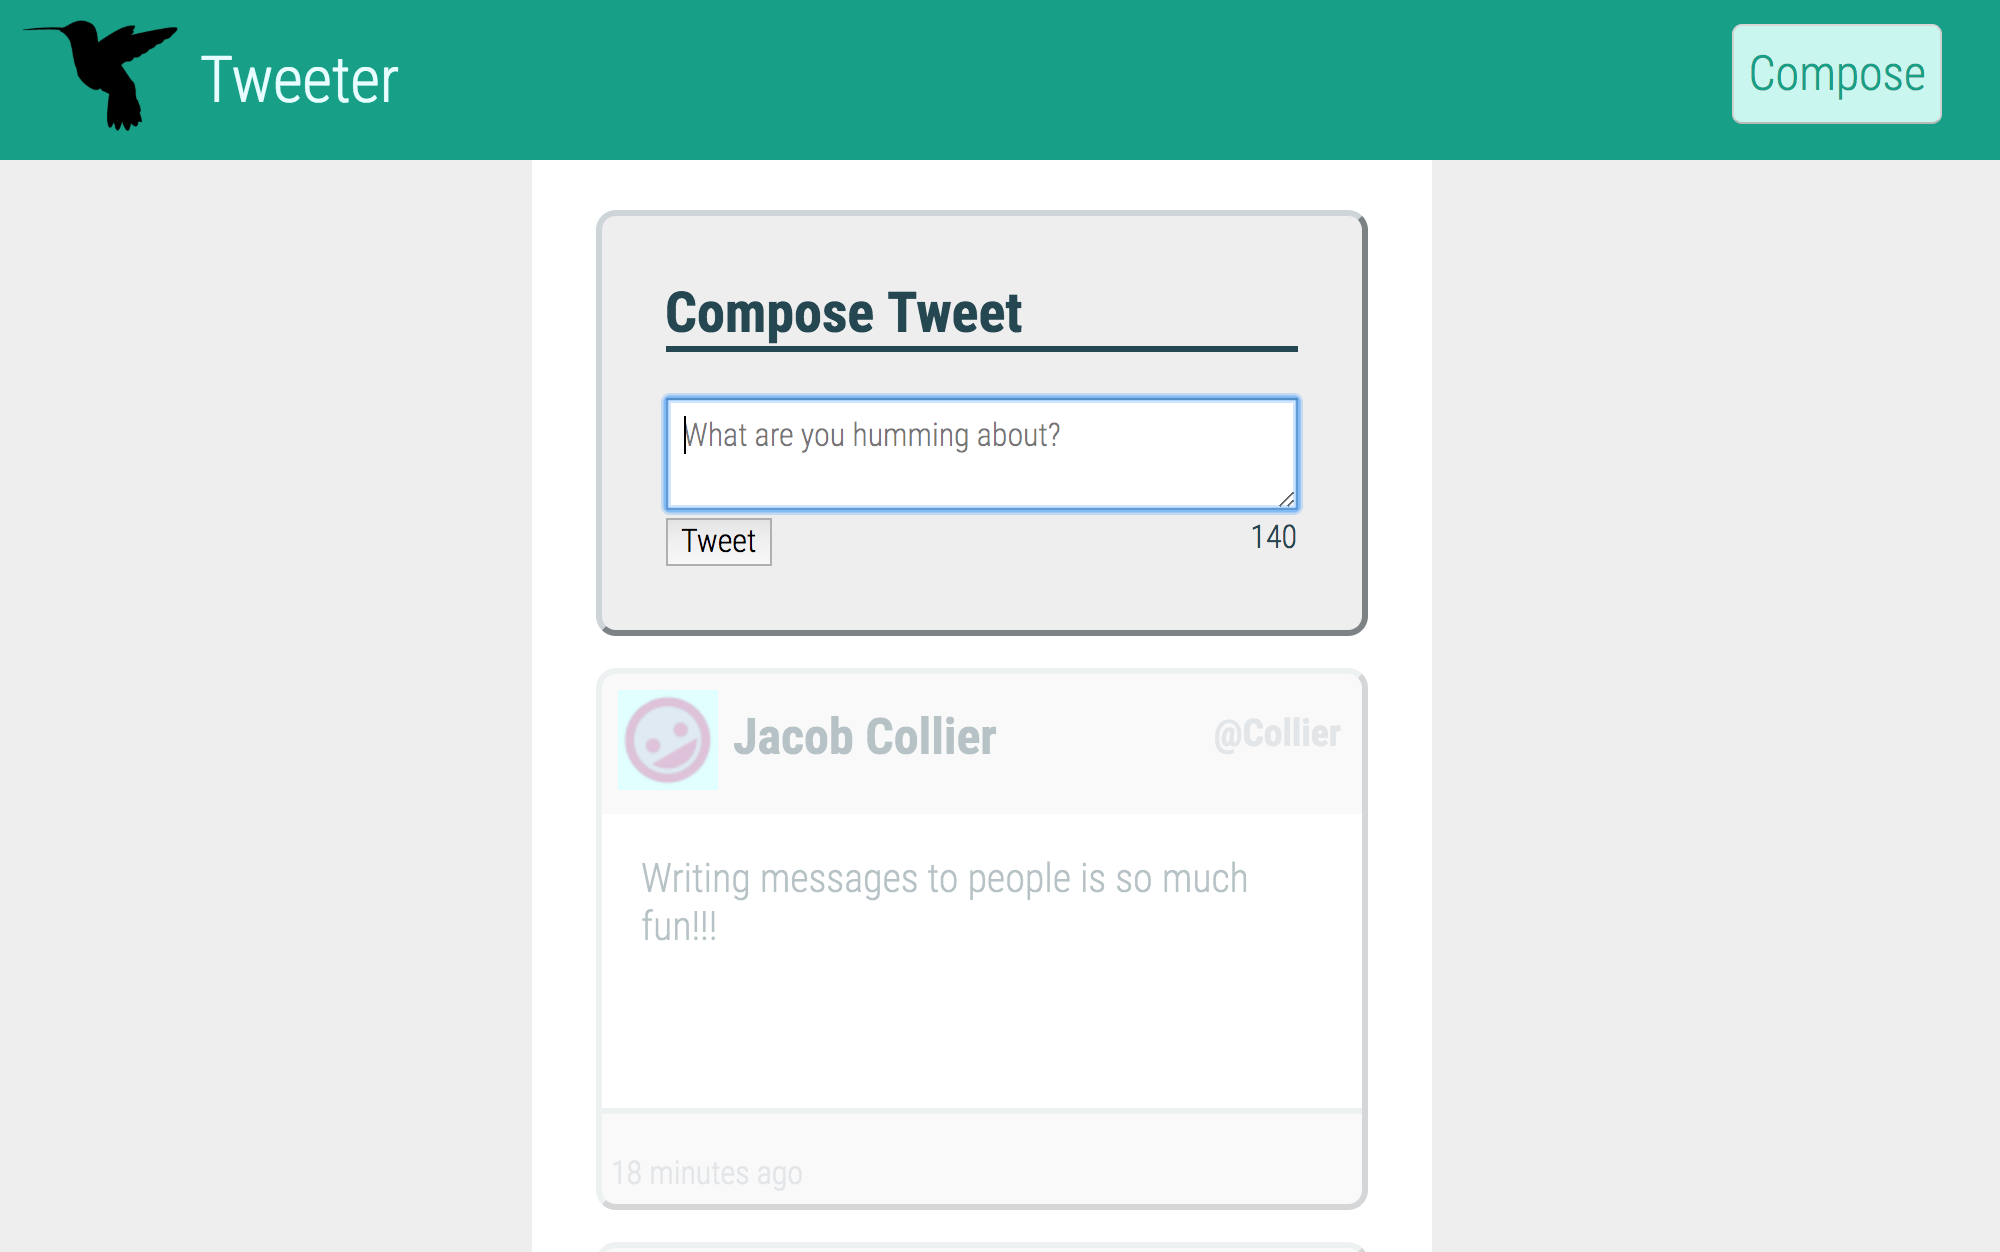 Tweeter
Compose
Compose Tweet
What are you humming about?
Tweet
140
Jacob Collier
@Collier
Writing messages to people is so much
fun!!!
18 minutes ago